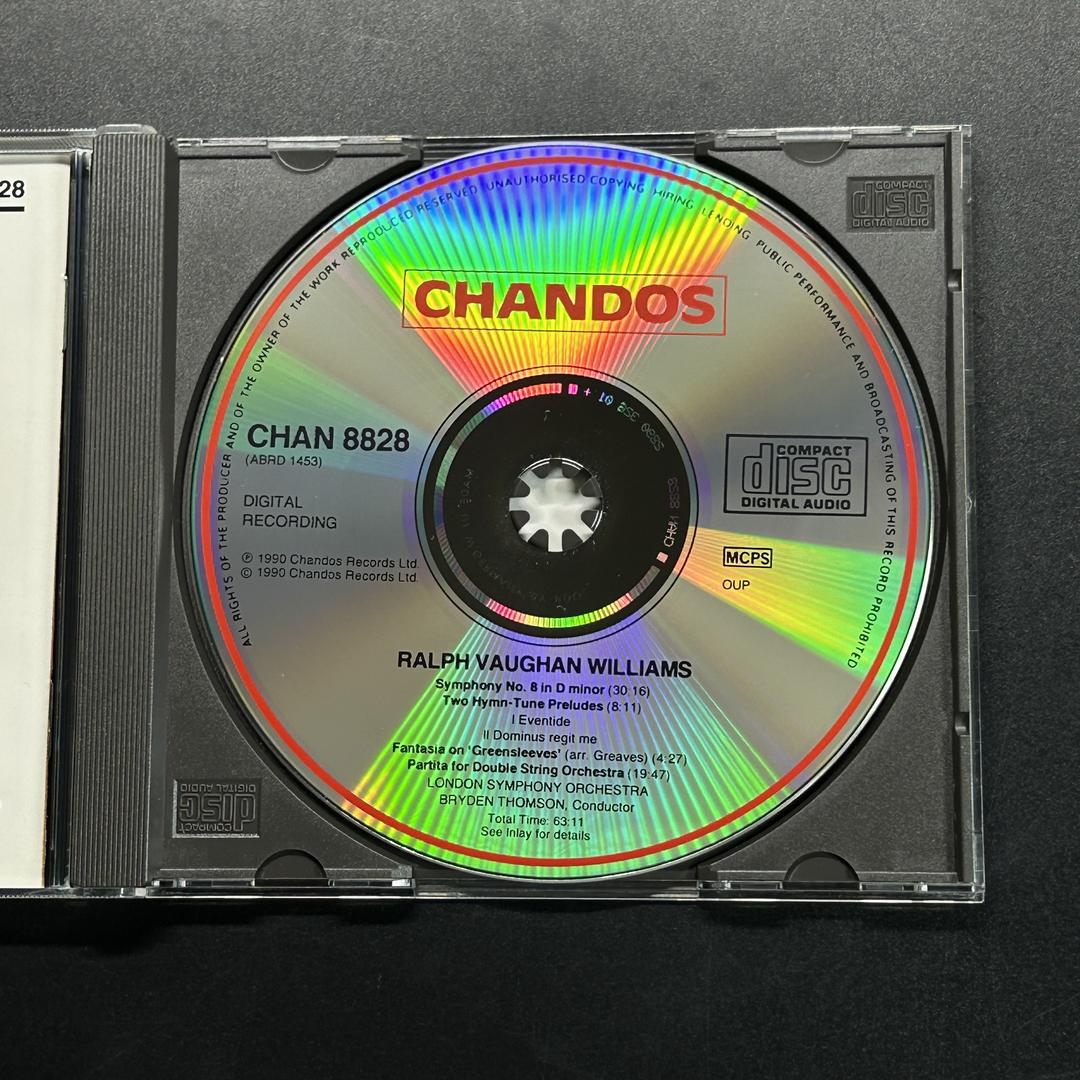 28
COMPACT
disc
DIGITAL AUDIO
ALL RIGHTS OF THE PRODUCER AND OF THE OWNER OF THE WORK REPRODUCED RESERVED UNAUTHORISED COPYING HIRING LENDING PUBLIC PERFORMANCE AND BROADCASTING OF THIS RECORD PROHIBITED
CHANDOS
CHAN 8828
(ABRD 1453)
DIGITAL
RECORDING
℗ 1990 Chandos Records Ltd.
© 1990 Chandos Records Ltd.
COMPACT
disc
DIGITAL AUDIO
MCPS
OUP
RALPH VAUGHAN WILLIAMS
Symphony No. 8 in D minor (30:16)
Two Hymn-Tune Preludes (8:11)
I Eventide
II Dominus regit me
Fantasia on 'Greensleeves' (arr. Greaves) (4:27)
Partita for Double String Orchestra (19:47)
LONDON SYMPHONY ORCHESTRA
BRYDEN THOMSON, Conductor
Total Time: 63:11
See Inlay for details
COMPACT
disc
DIGITAL AUDIO